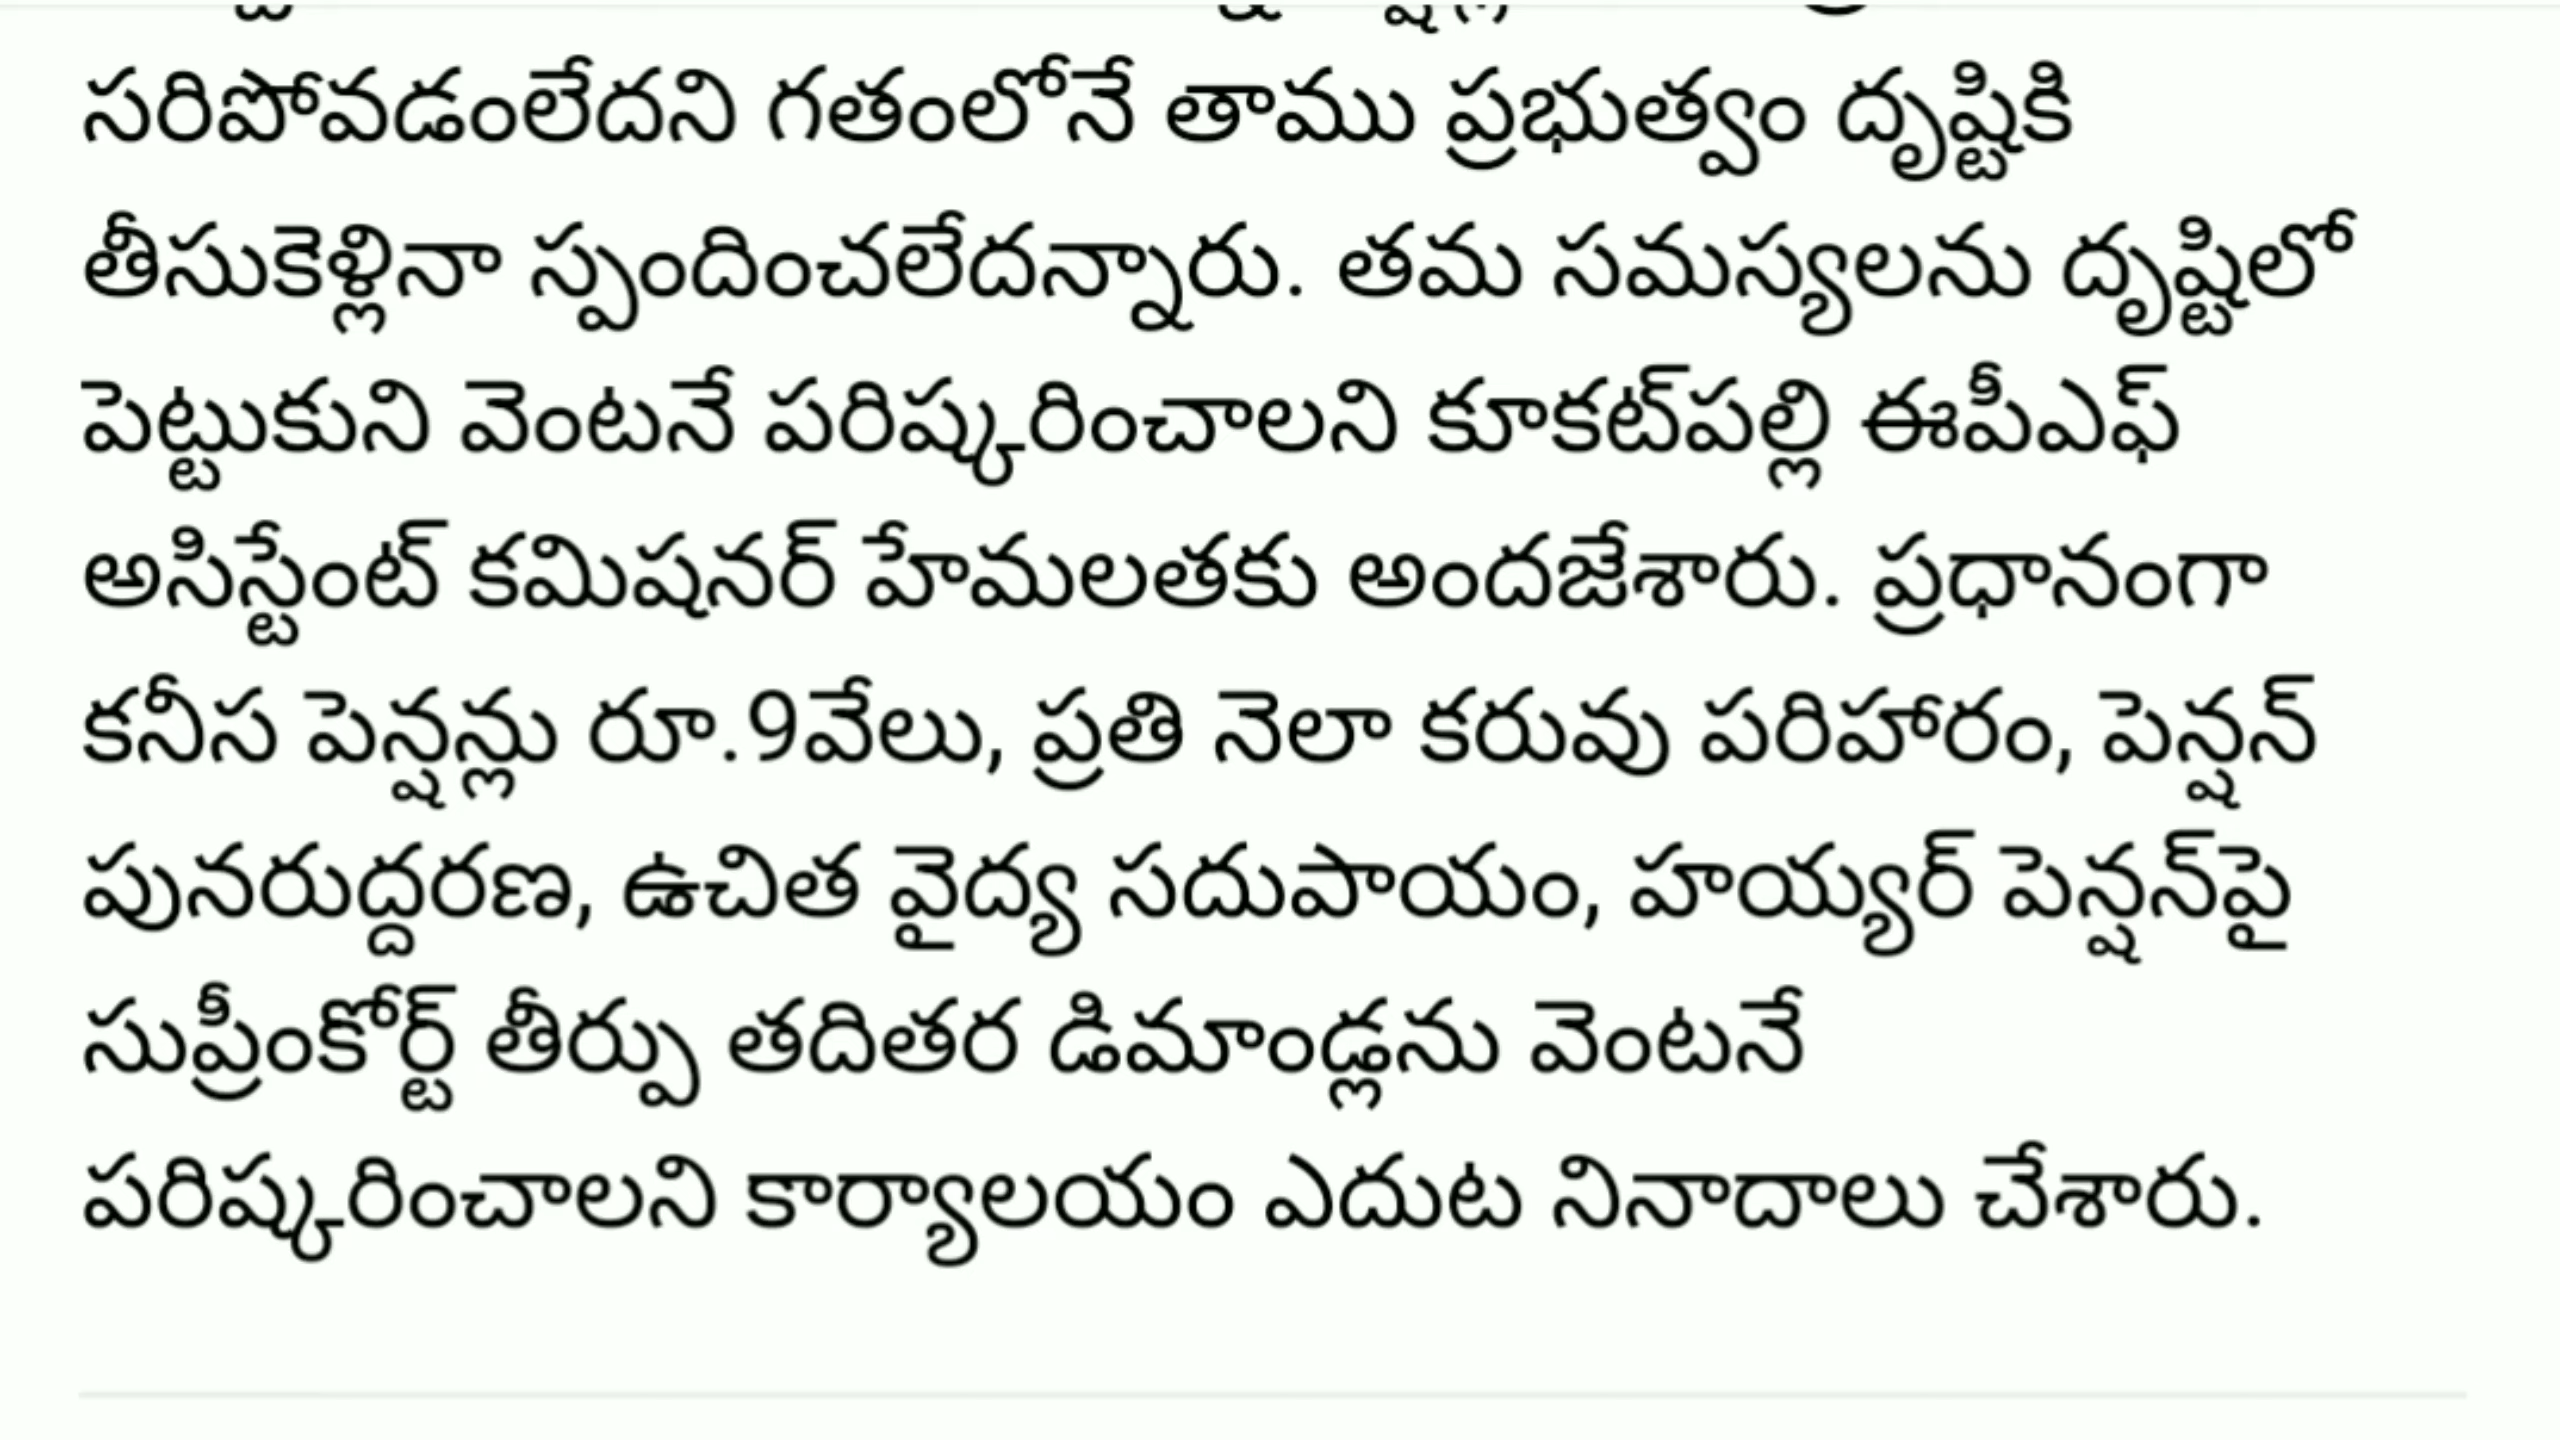 సరిపోవడంలేదని గతంలోనే తాము ప్రభుత్వం దృష్టికి
తీసుకెళ్లినా స్పందించలేదన్నారు. తమ సమస్యలను దృష్టిలో
పెట్టుకుని వెంటనే పరిష్కరించాలని కూకట్‌పల్లి ఈపీఎఫ్
అసిస్టేంట్ కమిషనర్ హేమలతకు అందజేశారు. ప్రధానంగా
కనీస పెన్షన్లు రూ.9వేలు, ప్రతి నెలా కరువు పరిహారం, పెన్షన్
పునరుద్దరణ, ఉచిత వైద్య సదుపాయం, హయ్యర్ పెన్షన్‌పై
సుప్రీంకోర్ట్ తీర్పు తదితర డిమాండ్లను వెంటనే
పరిష్కరించాలని కార్యాలయం ఎదుట నినాదాలు చేశారు.